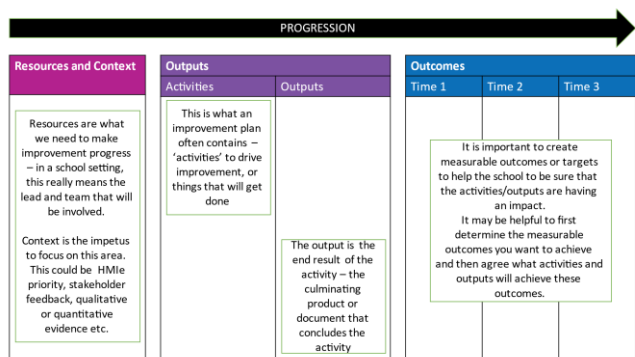 PROGRESSION
Resources and Context
Outputs
Outcomes
Activities
Outputs
Time 1
Time 2
Time 3
Resources are what
we need to make
improvement progress
– in a school setting,
this really means the
lead and team that will
be involved.
Context is the impetus
to focus on this area.
This could be HMIe
priority, stakeholder
feedback, qualitative
or quantitative
evidence etc.
This is what an
improvement plan
often contains –
‘activities’ to drive
improvement, or
things that will get
done
The output is the
end result of the
activity – the
culminating
product or
document that
concludes the
activity
It is important to create
measurable outcomes or targets
to help the school to be sure that
the activities/outputs are having
an impact.
It may be helpful to first
determine the measurable
outcomes you want to achieve
and then agree what activities and
outputs will achieve these
outcomes.